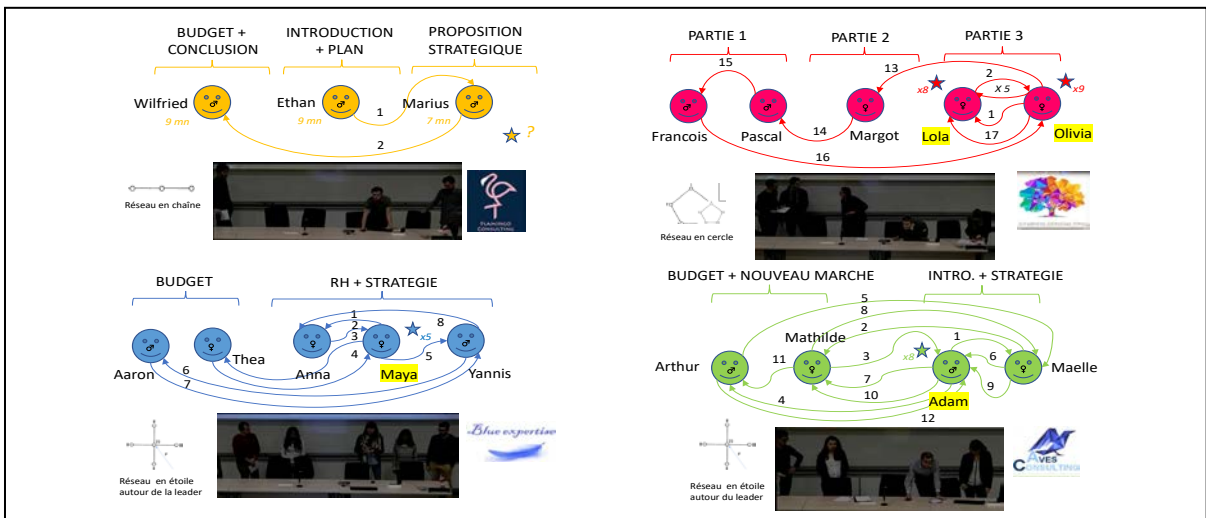 BUDGET +
CONCLUSION
INTRODUCTION
+ PLAN
PROPOSITION
STRATEGIQUE
Wilfried
9 mn
Ethan
9 mn
1
Marius
7 mn
?
2
Réseau en chaîne
FLAMINGO
CONSULTING
PARTIE 1
PARTIE 2
PARTIE 3
15
13
x8
2
x 5
x9
1
Francois
Pascal
14
Margot
Lola
17
Olivia
16
Réseau en cercle
BUDGET
RH + STRATEGIE
1
2
3
4
x5
8
5
Thea
Aaron
6
7
Anna
Maya
Yannis
Réseau en étoile
autour de la leader
Blue expertise
BUDGET + NOUVEAU MARCHE
INTRO. + STRATEGIE
5
8
2
Mathilde
1
x8
Arthur
11
3
6
Maelle
7
9
4
10
Adam
12
Réseau en étoile
autour du leader
AVES
CONSULTING